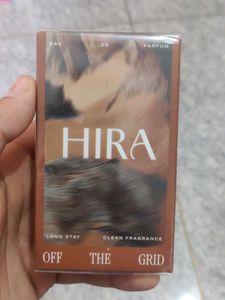 EAU DE PARFUM
HIRA
LONG STAY CLEAN FRAGRANCE
OFF THE GRID